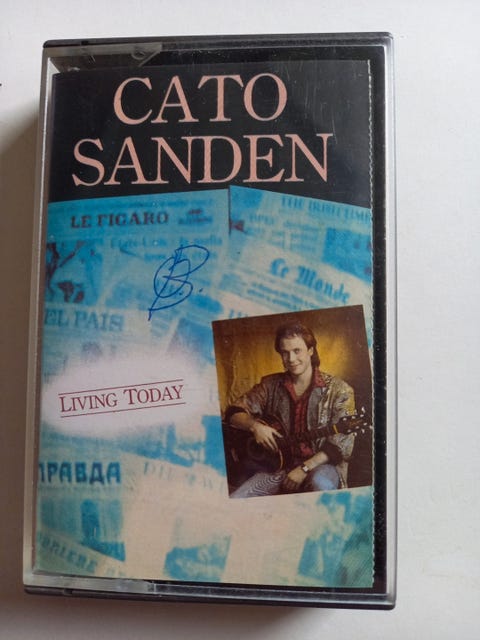 CATO
SANDEN
LE FIGARO
THE IRISH TIMES
Le Monde
EL PAIS
LIVING TODAY
ПРАВДА